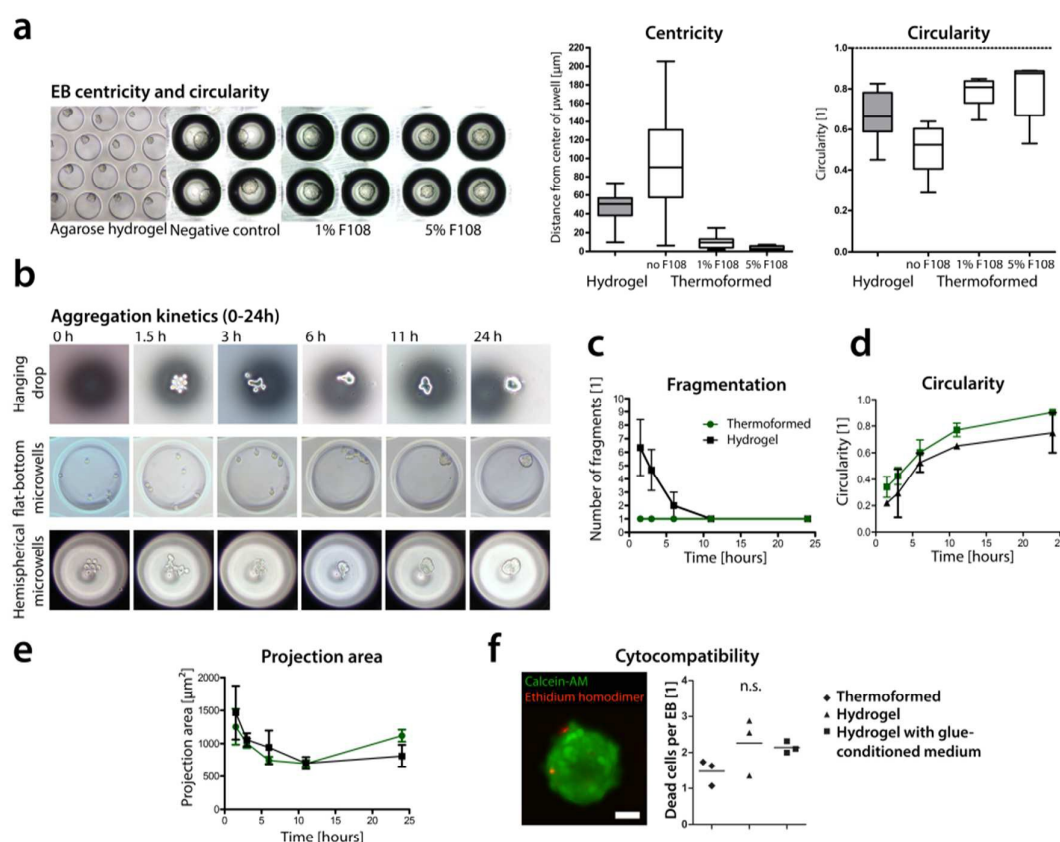 a
EB centricity and circularity
Agarose hydrogel
Negative control
1% F108
5% F108
Centricity
Distance from center of µwell [µm]
220
200
180
160
140
120
100
80
60
40
20
0
no F108
1% F108
5% F108
Hydrogel
Thermoformed
Circularity
Circularity [1]
1.0
0.8
0.6
0.4
0.2
0.0
no F108
1% F108
5% F108
Hydrogel
Thermoformed
b
Aggregation kinetics (0-24h)
0 h
1.5 h
3 h
6 h
11 h
24 h
Hanging
drop
flat-bottom
microwells
Hemispherical
microwells
c
Fragmentation
Number of fragments [1]
10
9
8
7
6
5
4
3
2
1
0
Thermoformed
Hydrogel
0
5
10
15
20
25
Time [hours]
d
Circularity
Circularity [1]
1.0
0.8
0.6
0.4
0.2
0.0
0
5
10
15
20
25
Time [hours]
e
Projection area
Projection area [µm²]
2000
1500
1000
500
0
0
5
10
15
20
25
Time [hours]
f
Cytocompatibility
Calcein-AM
Ethidium homodimer
Dead cells per EB [1]
4
3
2
1
0
n.s.
Thermoformed
Hydrogel
Hydrogel with glue-
conditioned medium